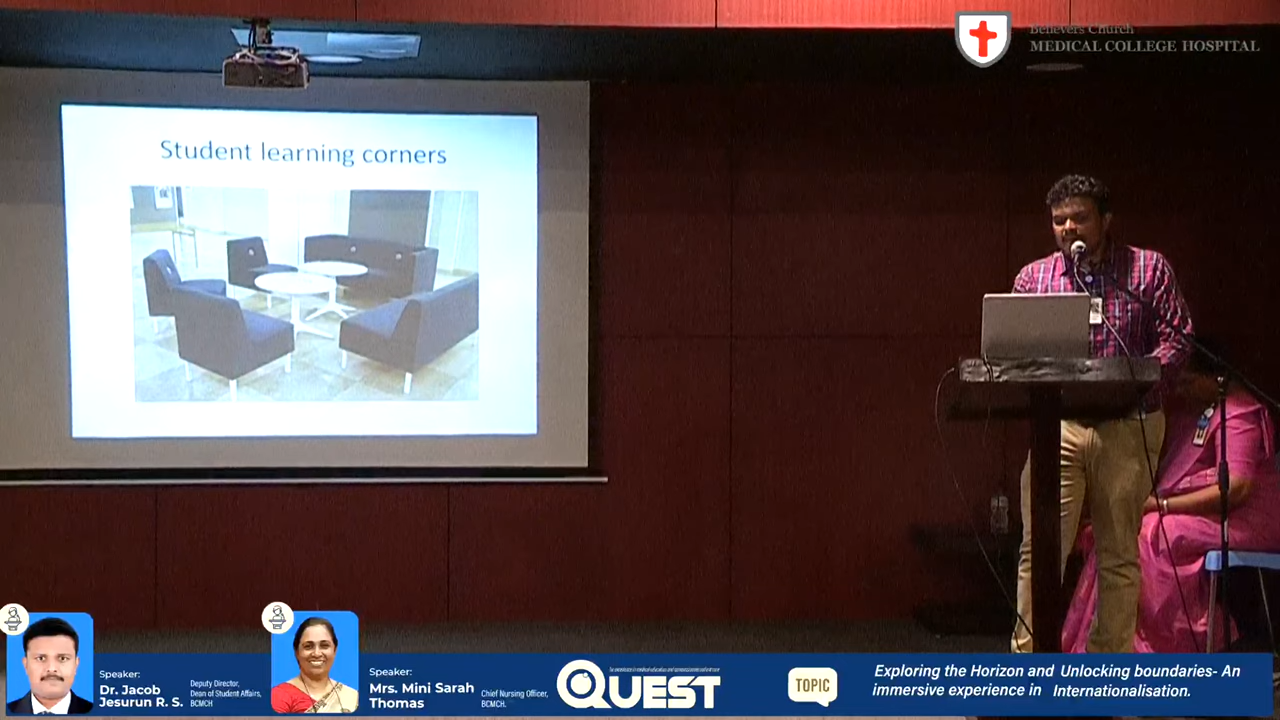 Believers Church
MEDICAL COLLEGE HOSPITAL
Student learning corners
Speaker:
Dr. Jacob
Jesurun R. S.
Deputy Director,
Dean of Student Affairs,
BCMCH
Speaker:
Mrs. Mini Sarah
Thomas
Chief Nursing Officer,
BCMCH.
QUEST
TOPIC
Exploring the Horizon and Unlocking boundaries- An
immersive experience in Internationalisation.